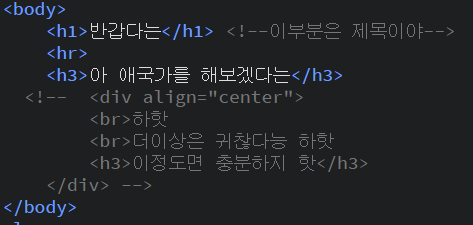 <body>
<h1>반갑다는</h1> <!--이부분은 제목이야-->
<hr>
<h3>아 애국가를 해보겠다는</h3>
<!-- <div align="center">
<br>하핫
<br>더이상은 귀찮다능 하핫
<h3>이정도면 충분하지 핫</h3>
</div> -->
</body>